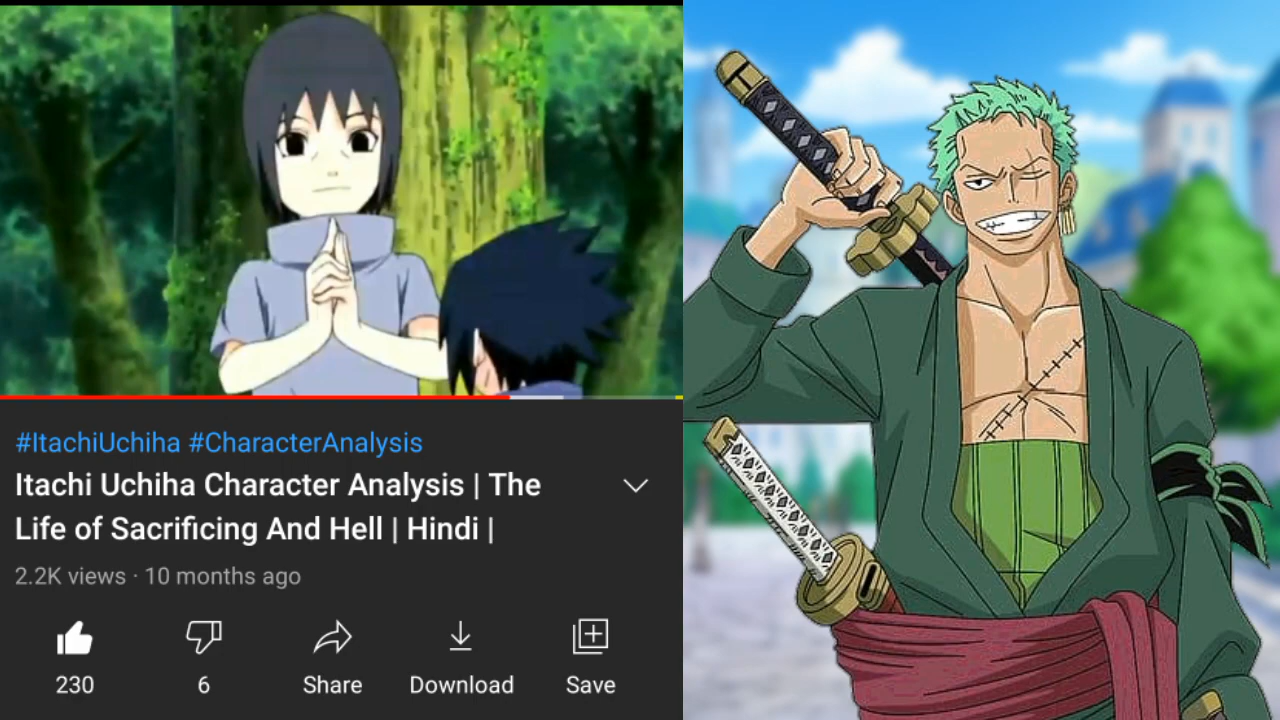 #ItachiUchiha #CharacterAnalysis
Itachi Uchiha Character Analysis | The
Life of Sacrificing And Hell | Hindi |
2.2K views · 10 months ago
230
6
Share
Download
Save